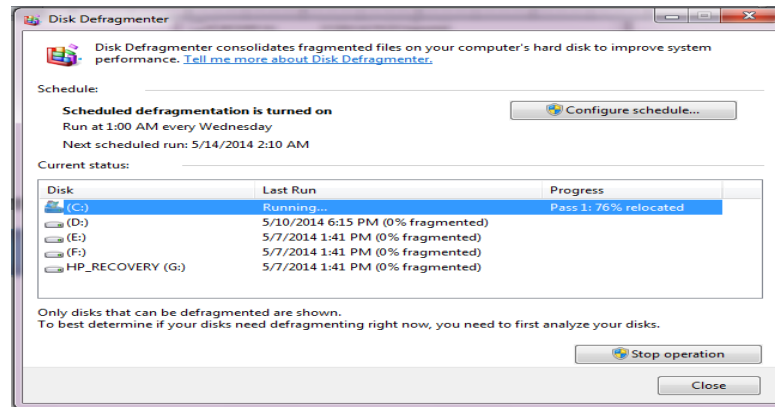 Disk Defragmenter
Disk Defragmenter consolidates fragmented files on your computer's hard disk to improve system
performance. Tell me more about Disk Defragmenter.
Schedule:
Scheduled defragmentation is turned on
Configure schedule...
Run at 1:00 AM every Wednesday
Next scheduled run: 5/14/2014 2:10 AM
Current status:
Disk Last Run Progress
(C:) Running... Pass 1: 76% relocated
(D:) 5/10/2014 6:15 PM (0% fragmented)
(E:) 5/7/2014 1:41 PM (0% fragmented)
(F:) 5/7/2014 1:41 PM (0% fragmented)
HP_RECOVERY (G:) 5/7/2014 1:41 PM (0% fragmented)
Only disks that can be defragmented are shown.
To best determine if your disks need defragmenting right now, you need to first analyze your disks.
Stop operation
Close